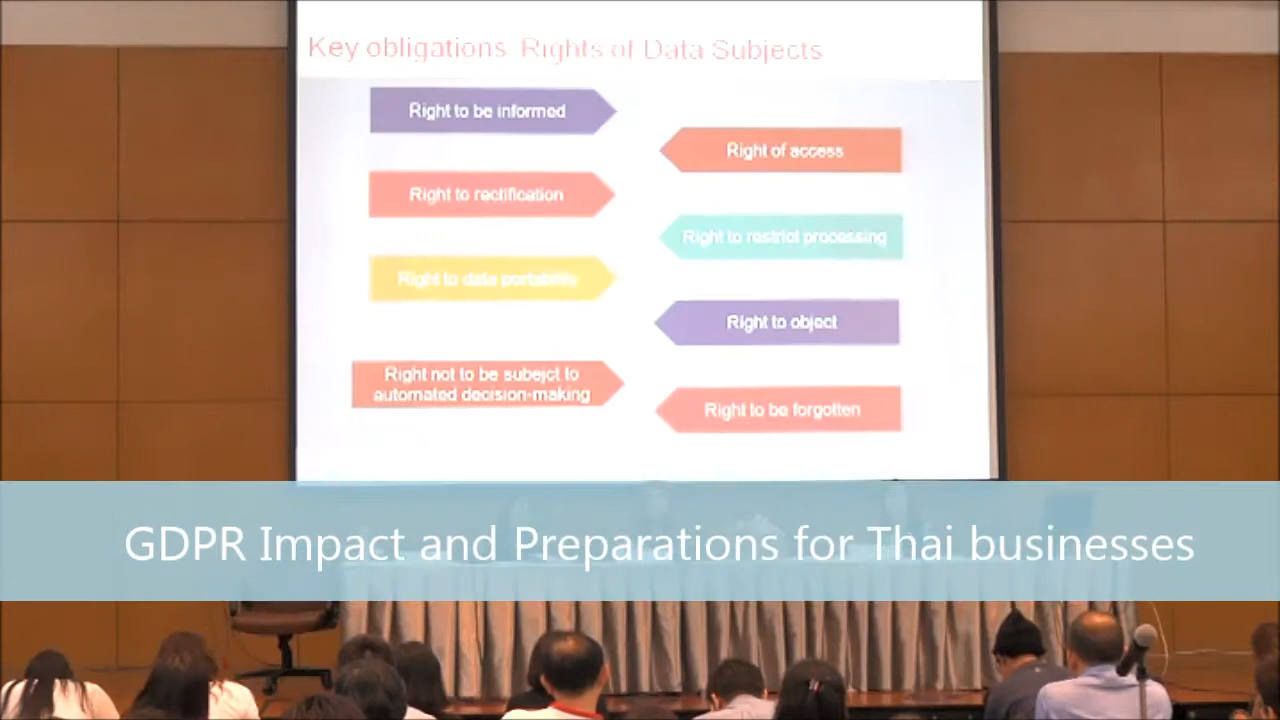 Key obligations Rights of Data Subjects
Right to be informed
Right of access
Right to rectification
Right to restrict processing
Right to data portability
Right to object
Right not to be subejct to
automated decision-making
Right to be forgotten
GDPR Impact and Preparations for Thai businesses